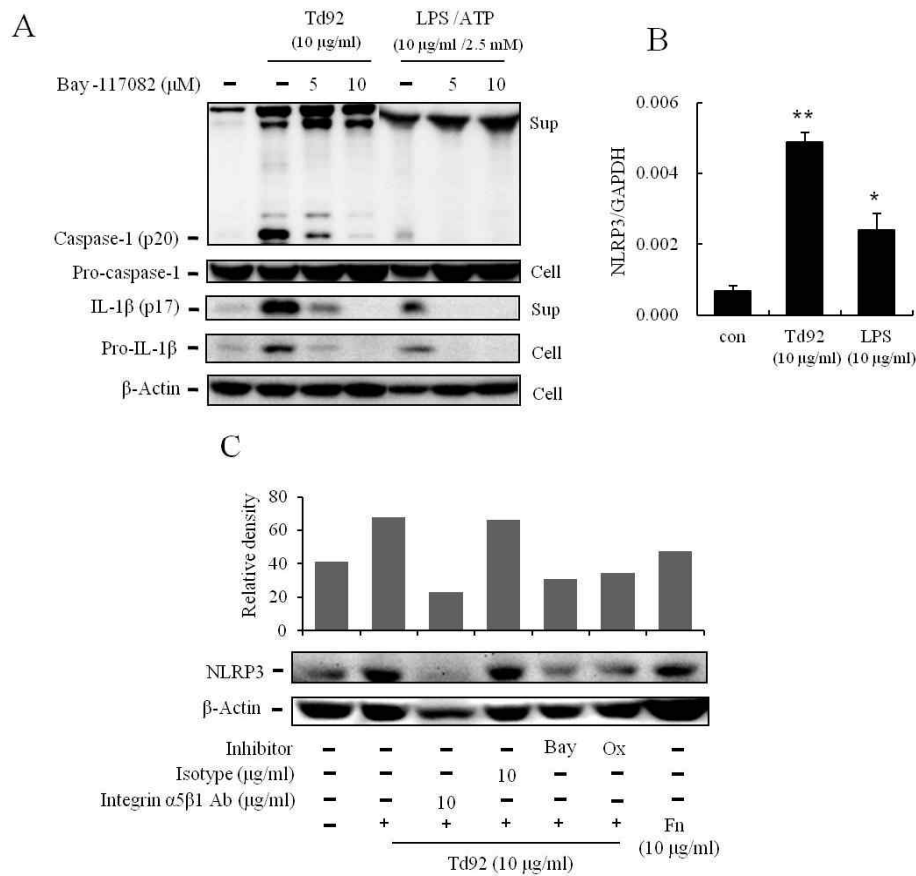 A
Td92
(10 μg/ml)
LPS /ATP
(10 μg/ml /2.5 mM)
Bay -117082 (μM)
– – 5 10 – 5 10
Sup
Caspase-1 (p20)
Pro-caspase-1
Cell
IL-1β (p17)
Sup
Pro-IL-1β
Cell
β-Actin
Cell
B
NLRP3/GAPDH
0.006
0.004
0.002
0.000
**
*
con
Td92
(10 μg/ml)
LPS
(10 μg/ml)
C
Relative density
80
60
40
20
0
NLRP3
β-Actin
Inhibitor – – – – Bay Ox –
Isotype (μg/ml) – – – 10 – – –
Integrin α5β1 Ab (μg/ml) – – 10 – – – –
– + + + + + Fn
(10 μg/ml)
Td92 (10 μg/ml)